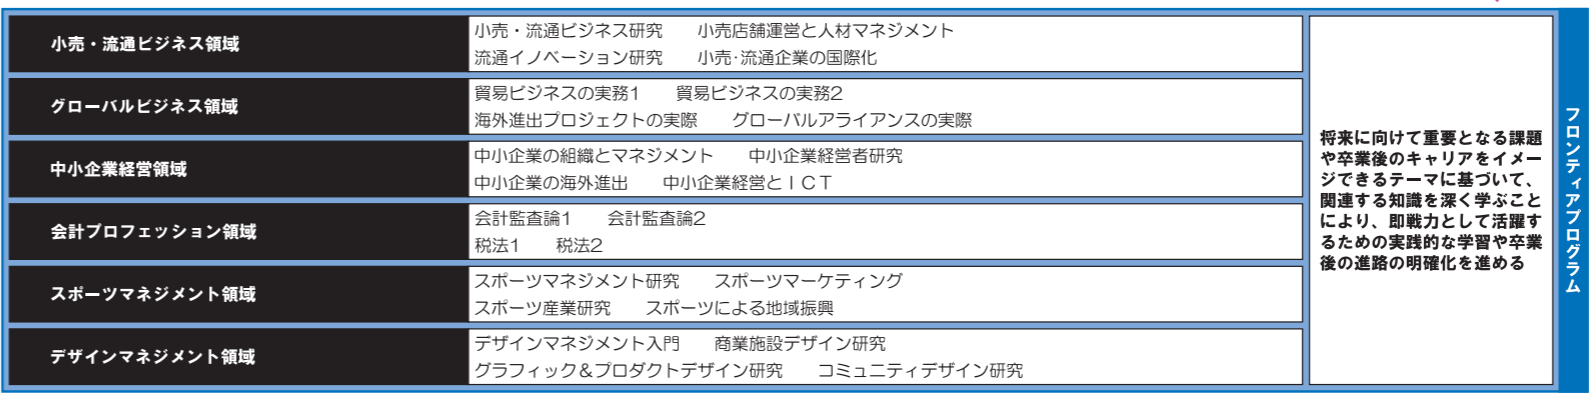 小売・流通ビジネス領域
小売・流通ビジネス研究　小売店舗運営と人材マネジメント
流通イノベーション研究　小売・流通企業の国際化
グローバルビジネス領域
貿易ビジネスの実務1　貿易ビジネスの実務2
海外進出プロジェクトの実際　グローバルアライアンスの実際
中小企業経営領域
中小企業の組織とマネジメント　中小企業経営者研究
中小企業の海外進出　中小企業経営とＩＣＴ
会計プロフェッション領域
会計監査論1　会計監査論2
税法1　税法2
スポーツマネジメント領域
スポーツマネジメント研究　スポーツマーケティング
スポーツ産業研究　スポーツによる地域振興
デザインマネジメント領域
デザインマネジメント入門　商業施設デザイン研究
グラフィック＆プロダクトデザイン研究　コミュニティデザイン研究
将来に向けて重要となる課題
や卒業後のキャリアをイメー
ジできるテーマに基づいて、
関連する知識を深く学ぶこと
により、即戦力として活躍す
るための実践的な学習や卒業
後の進路の明確化を進める
フロンティアプログラム